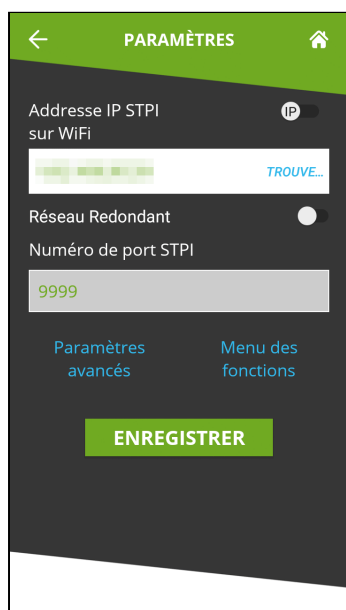 PARAMÈTRES
Addresse IP STPI
sur WiFi
IP
TROUVE...
Réseau Redondant
Numéro de port STPI
9999
Paramètres
avancés
Menu des
fonctions
ENREGISTRER